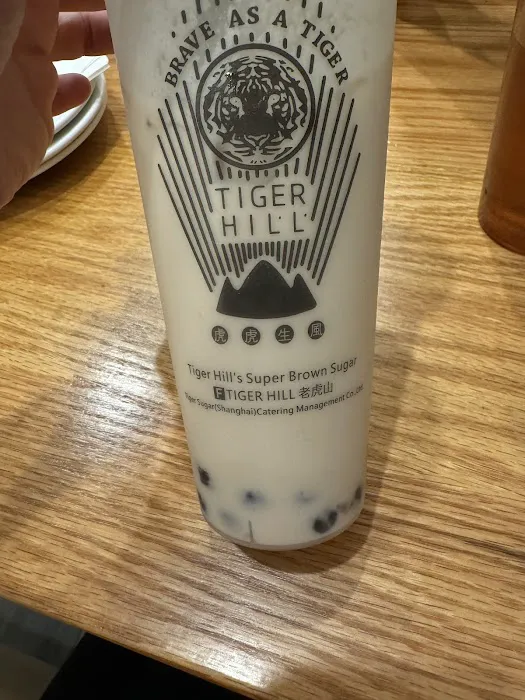 BRAVE AS A TIGER
TIGER
HILL
虎虎生風
Tiger Hill's Super Brown Sugar
F TIGER HILL 老虎山
Tiger Sugar(Shanghai)Catering Management Co.,Ltd